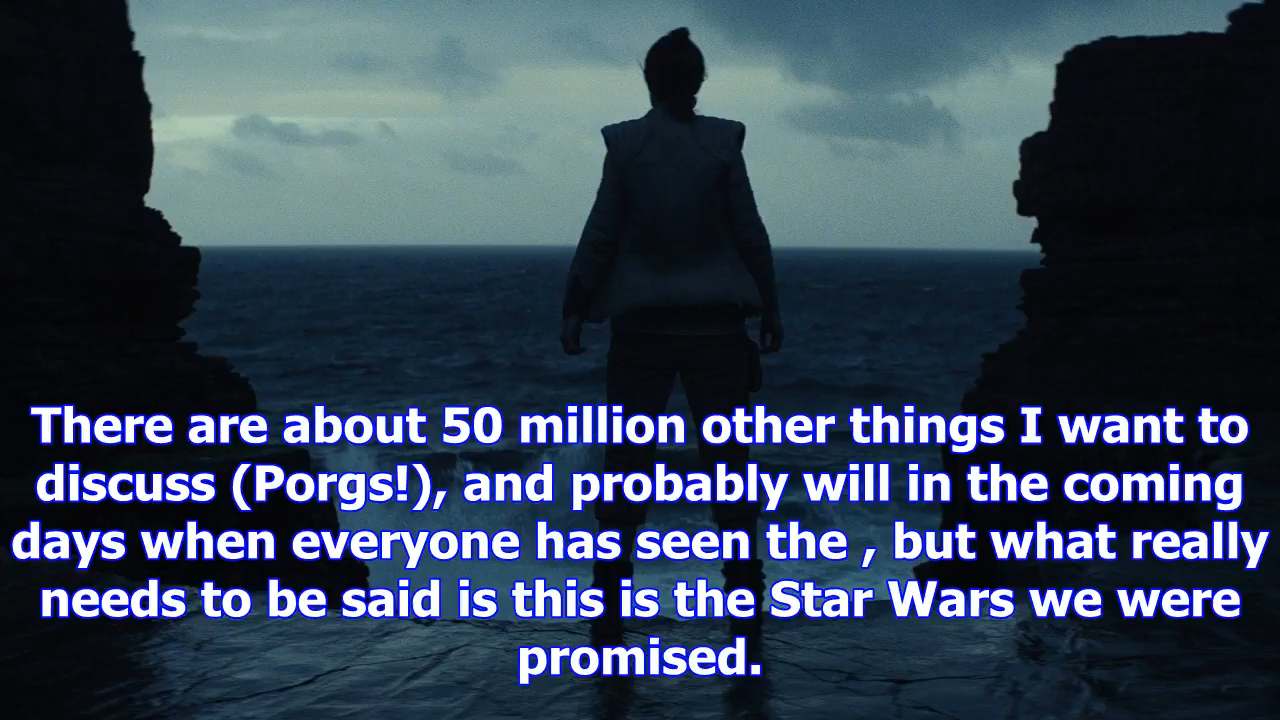 There are about 50 million other things I want to
discuss (Porgs!), and probably will in the coming
days when everyone has seen the , but what really
needs to be said is this is the Star Wars we were
promised.